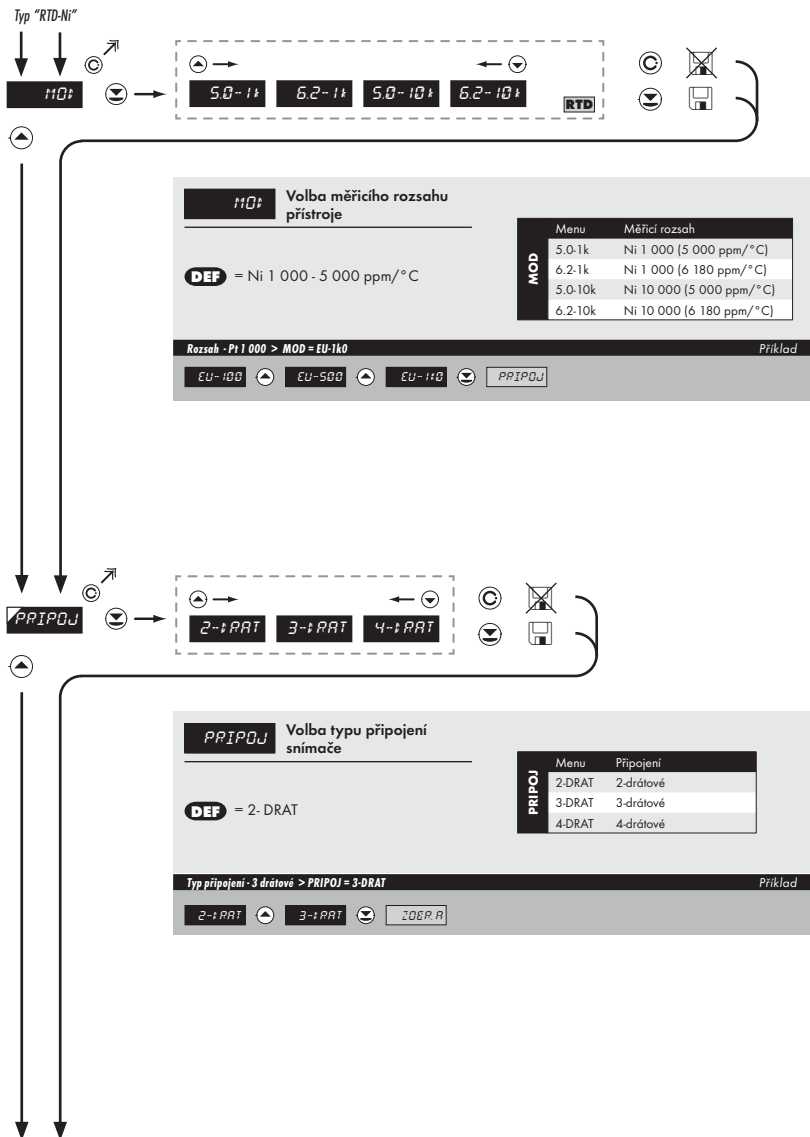 Typ "RTD-Ni"
MOD
5.0-1k 6.2-1k 5.0-10k 6.2-10k
RTD
MOD
Volba měřicího rozsahu
přístroje
DEF = Ni 1 000 - 5 000 ppm/°C
MOD
Menu Měřicí rozsah
5.0-1k Ni 1 000 (5 000 ppm/°C)
6.2-1k Ni 1 000 (6 180 ppm/°C)
5.0-10k Ni 10 000 (5 000 ppm/°C)
6.2-10k Ni 10 000 (6 180 ppm/°C)
Rozsah - Pt 1 000 > MOD = EU-1k0 Příklad
EU-100 EU-500 EU-1k0 PRIPOJ
PRIPOJ
2-DRAT 3-DRAT 4-DRAT
PRIPOJ
Volba typu připojení
snímače
DEF = 2- DRAT
PRIPOJ
Menu Připojení
2-DRAT 2-drátové
3-DRAT 3-drátové
4-DRAT 4-drátové
Typ připojení - 3 drátové > PRIPOJ = 3-DRAT Příklad
2-DRAT 3-DRAT ZOBR. A